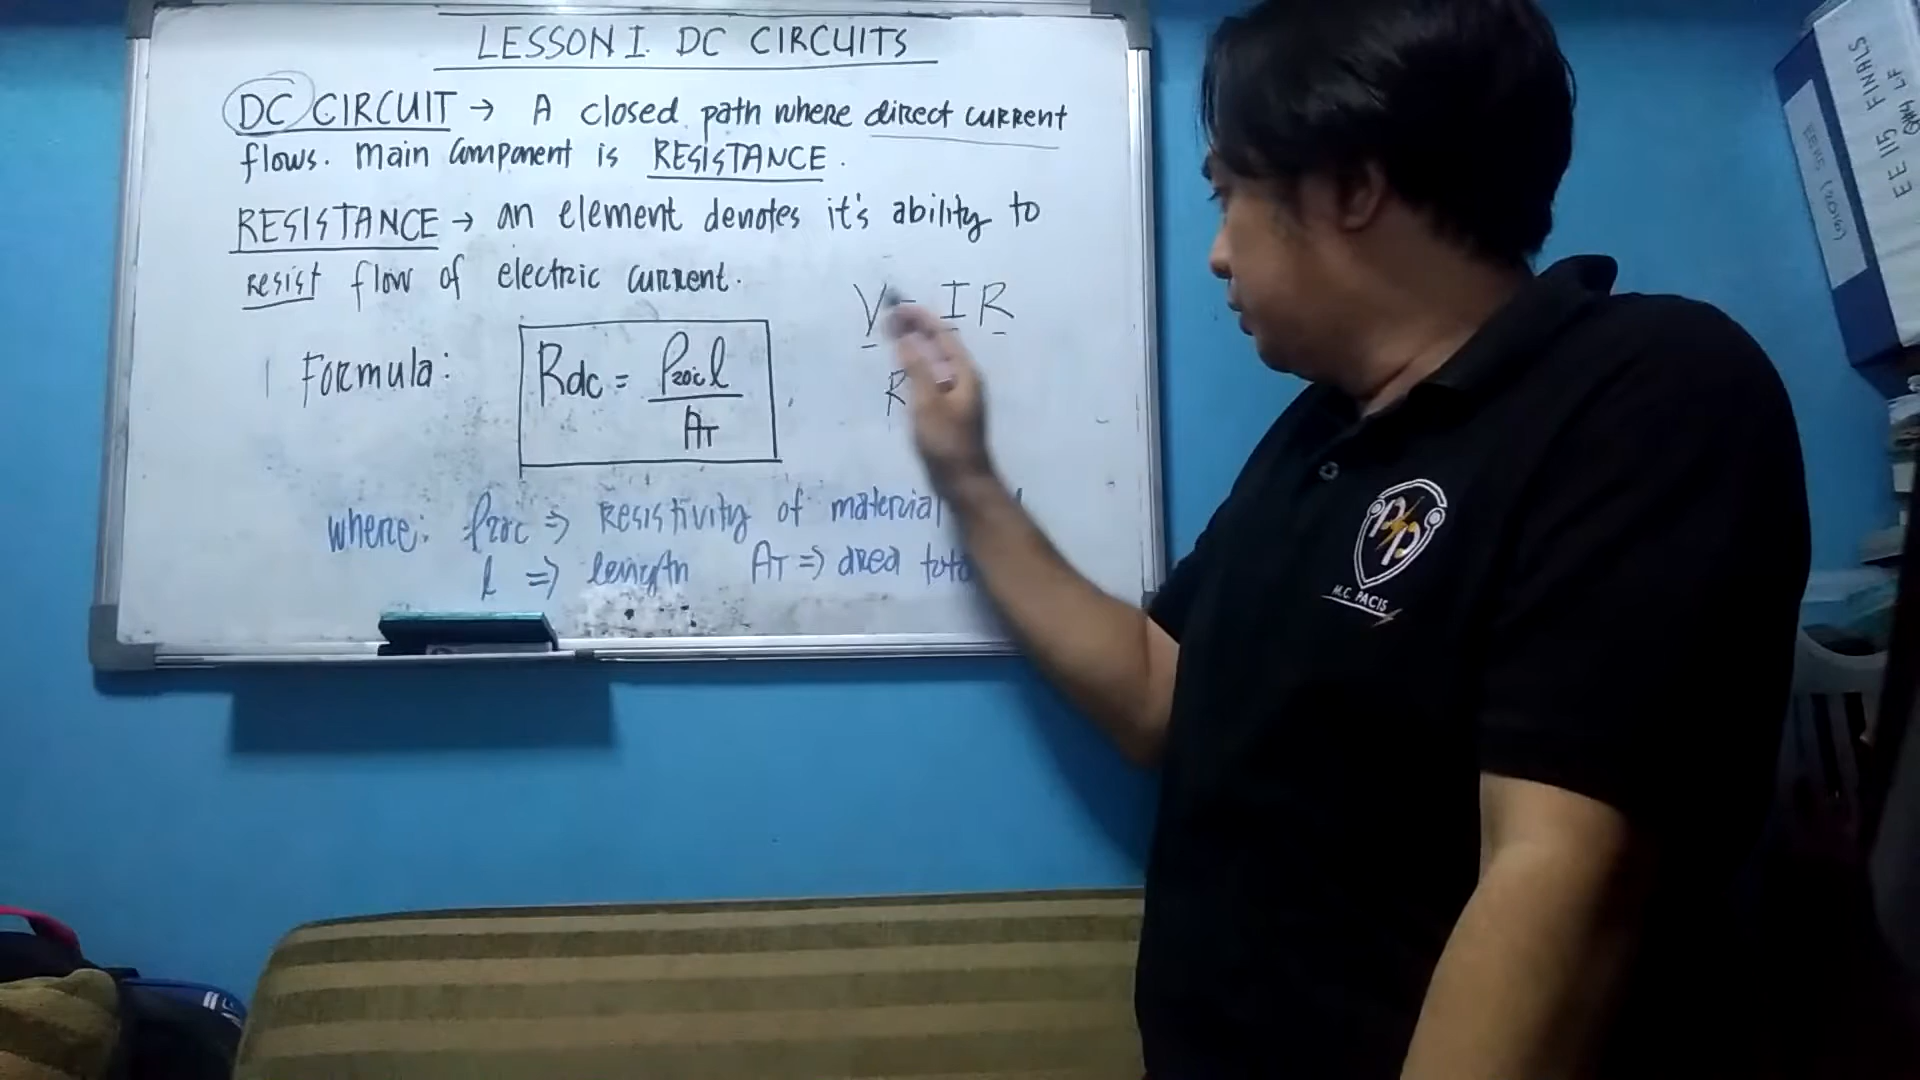 LESSON I. DC CIRCUITS
DC CIRCUIT → A closed path where direct current
flows. Main component is RESISTANCE.
RESISTANCE → an element denotes it's ability to
resist flow of electric current.
V = IR
Formula: Rdc = ρ20˚c l / AT
R
where: ρ20˚c ⇒ Resistivity of material
l ⇒ length AT ⇒ area
M.C. PACIS
EE 115 FINALS
EEKE (2016)